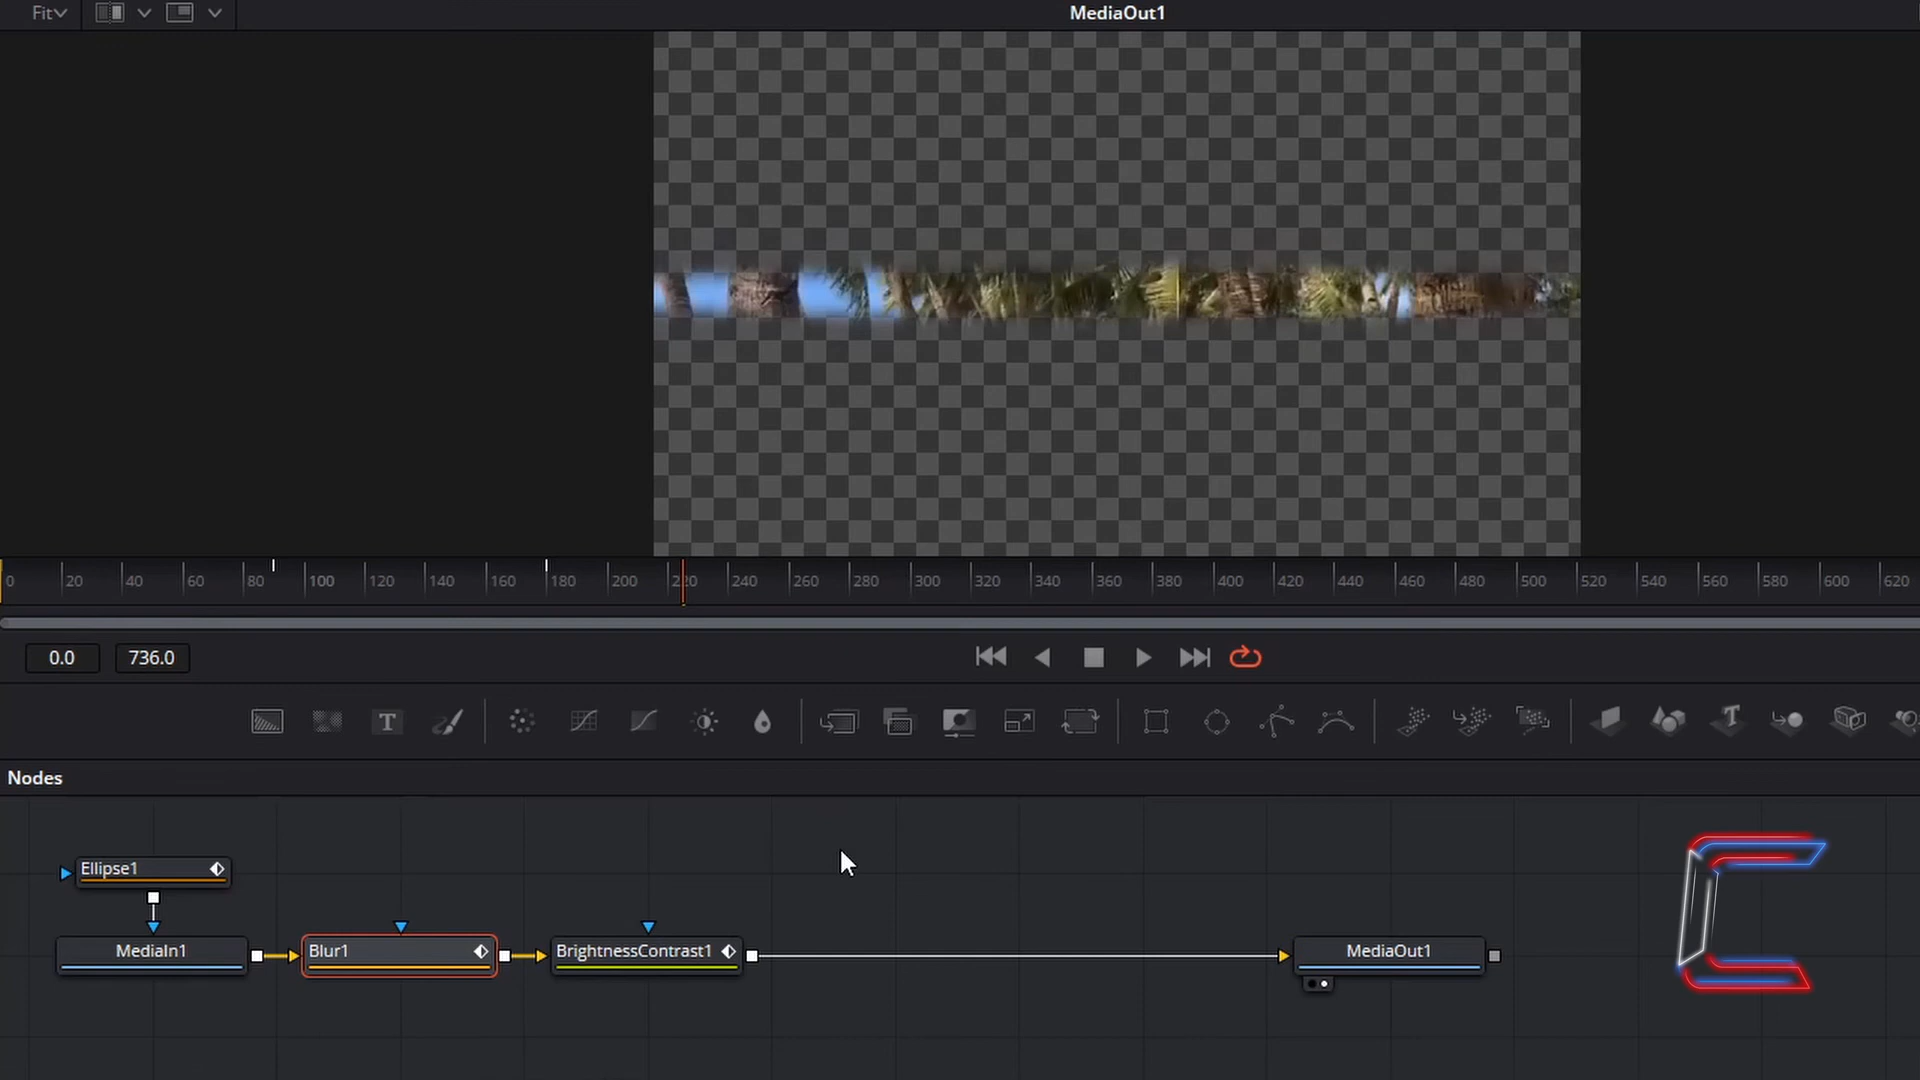 Fit
MediaOut1
0 20 40 60 80 100 120 140 160 180 200 220 240 260 280 300 320 340 360 380 400 420 440 460 480 500 520 540 560 580 600 620
0.0 736.0
T
T
Nodes
Ellipse1
MediaIn1 Blur1 BrightnessContrast1 MediaOut1